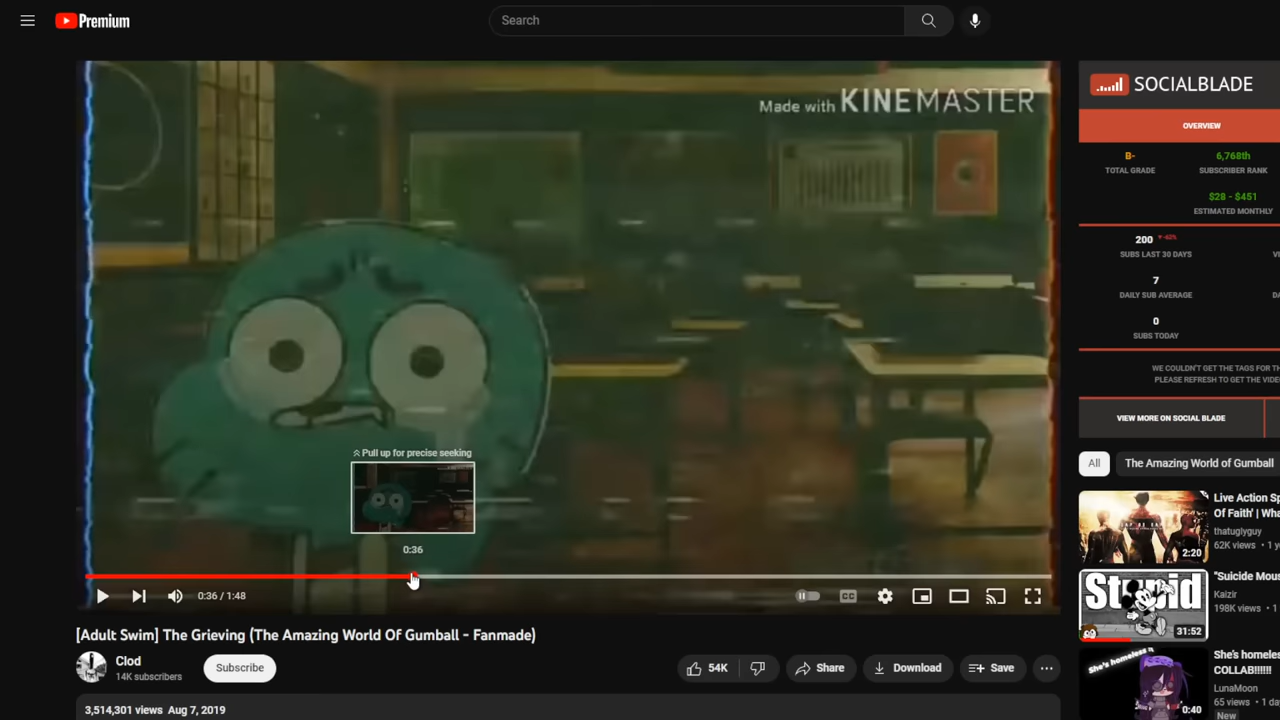 Premium
Search
Made with KINEMASTER
Pull up for precise seeking
0:36
0:36 / 1:48
CC
[Adult Swim] The Grieving (The Amazing World Of Gumball - Fanmade)
Clod
14K subscribers
Subscribe
54K
Share
Download
Save
3,514,301 views Aug 7, 2019
SOCIALBLADE
OVERVIEW
B-
TOTAL GRADE
6,768th
SUBSCRIBER RANK
$28 - $451
ESTIMATED MONTHLY
200
SUBS LAST 30 DAYS
7
DAILY SUB AVERAGE
0
SUBS TODAY
WE COULDN'T GET THE TAGS FOR TH
PLEASE REFRESH TO GET THE VIDE
VIEW MORE ON SOCIAL BLADE
All
The Amazing World of Gumball
Live Action Sp
Of Faith' | Wha
thatuglyguy
62K views • 1 y
2:20
Stupid
"Suicide Mous
Kaizir
198K views • 1
31:52
She's homeless
She's homeles
COLLAB!!!!!!
LunaMoon
65 views • 1 da
New
0:40